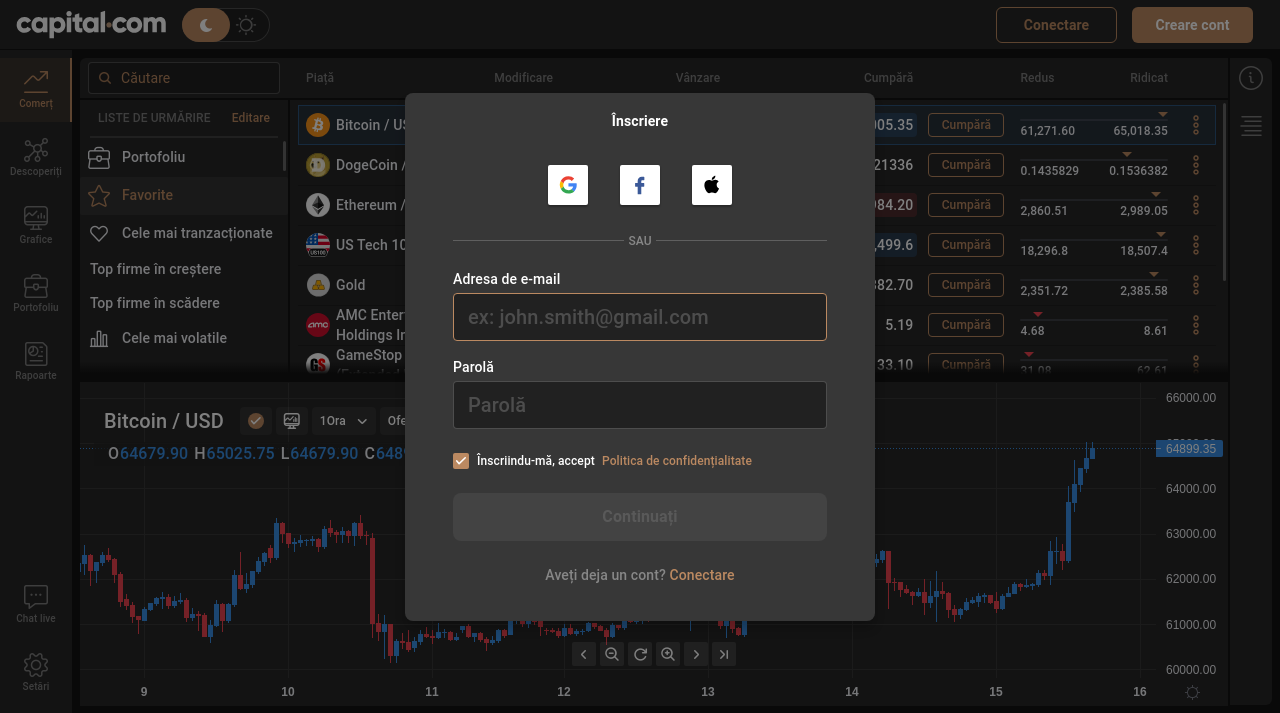 capital.com
Conectare
Creare cont
Comerț
Descoperiți
Grafice
Portofoliu
Rapoarte
Chat live
Setări
Căutare
Piață Modificare Vânzare Cumpără Redus Ridicat
LISTE DE URMĂRIRE Editare
Portofoliu
Favorite
Cele mai tranzacționate
Top firme în creștere
Top firme în scădere
Cele mai volatile
Bitcoin / US 05.35 Cumpără 61,271.60 65,018.35
DogeCoin / 21336 Cumpără 0.1435829 0.1536382
Ethereum / 984.20 Cumpără 2,860.51 2,989.05
US Tech 10 ,499.6 Cumpără 18,296.8 18,507.4
Gold 382.70 Cumpără 2,351.72 2,385.58
AMC Enter
Holdings In 5.19 Cumpără 4.68 8.61
GameStop 33.10 Cumpără 31.08 62.61
Înscriere
SAU
Adresa de e-mail
ex: john.smith@gmail.com
Parolă
Parolă
Înscriindu-mă, accept Politica de confidențialitate
Continuați
Aveți deja un cont? Conectare
Bitcoin / USD 1Ora Ofe
O64679.90 H65025.75 L64679.90 C6489
66000.00
64899.35
64000.00
63000.00
62000.00
61000.00
60000.00
9 10 11 12 13 14 15 16